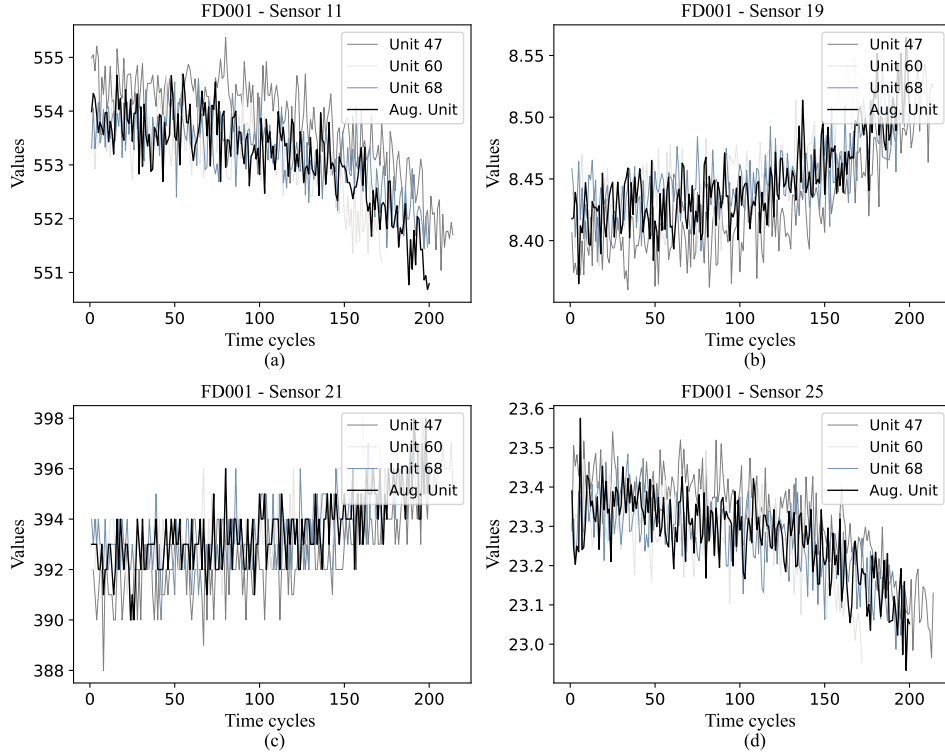 FD001 - Sensor 11
Values
555
554
553
552
551
0
50
100
150
200
Unit 47
Unit 60
Unit 68
Aug. Unit
Time cycles
(a)
FD001 - Sensor 19
Values
8.55
8.50
8.45
8.40
0
50
100
150
200
Unit 47
Unit 60
Unit 68
Aug. Unit
Time cycles
(b)
FD001 - Sensor 21
Values
398
396
394
392
390
388
0
50
100
150
200
Unit 47
Unit 60
Unit 68
Aug. Unit
Time cycles
(c)
FD001 - Sensor 25
Values
23.6
23.5
23.4
23.3
23.2
23.1
23.0
0
50
100
150
200
Unit 47
Unit 60
Unit 68
Aug. Unit
Time cycles
(d)